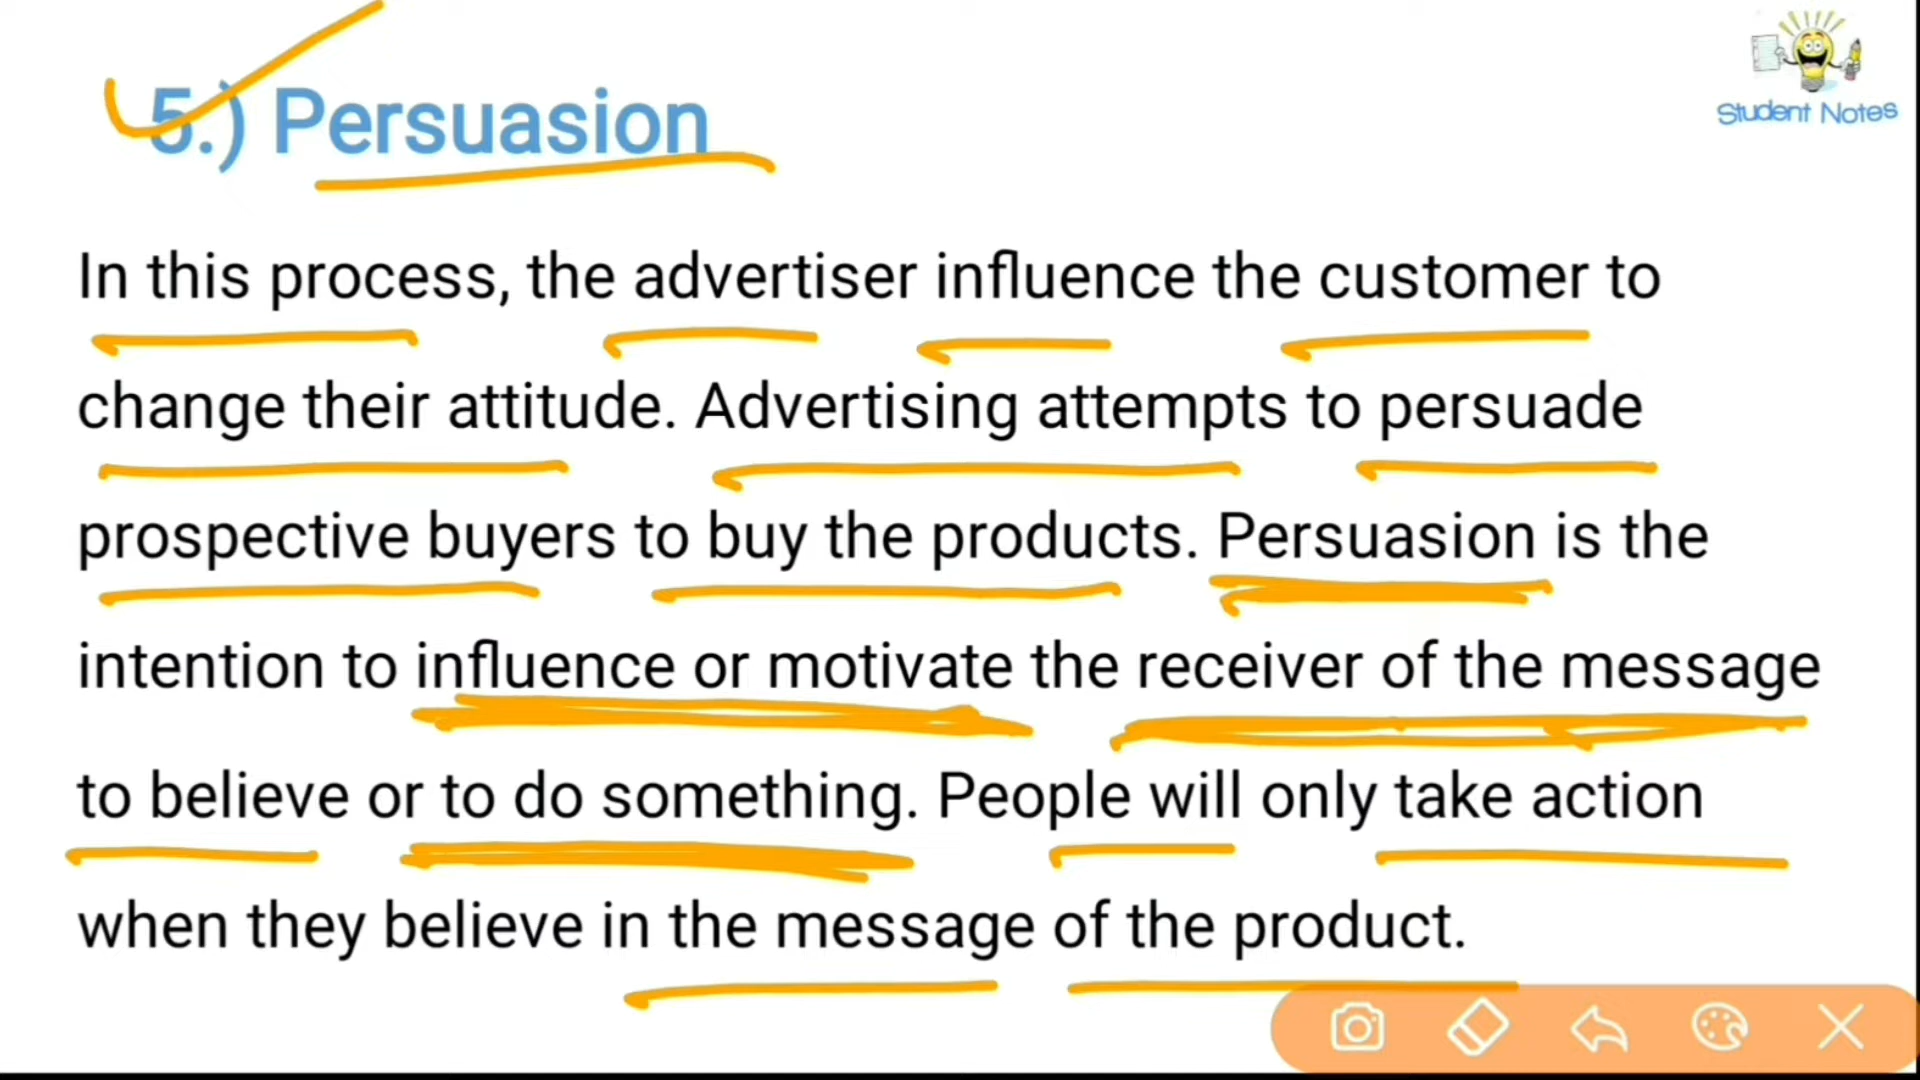 5.) Persuasion
Student Notes
In this process, the advertiser influence the customer to
change their attitude. Advertising attempts to persuade
prospective buyers to buy the products. Persuasion is the
intention to influence or motivate the receiver of the message
to believe or to do something. People will only take action
when they believe in the message of the product.